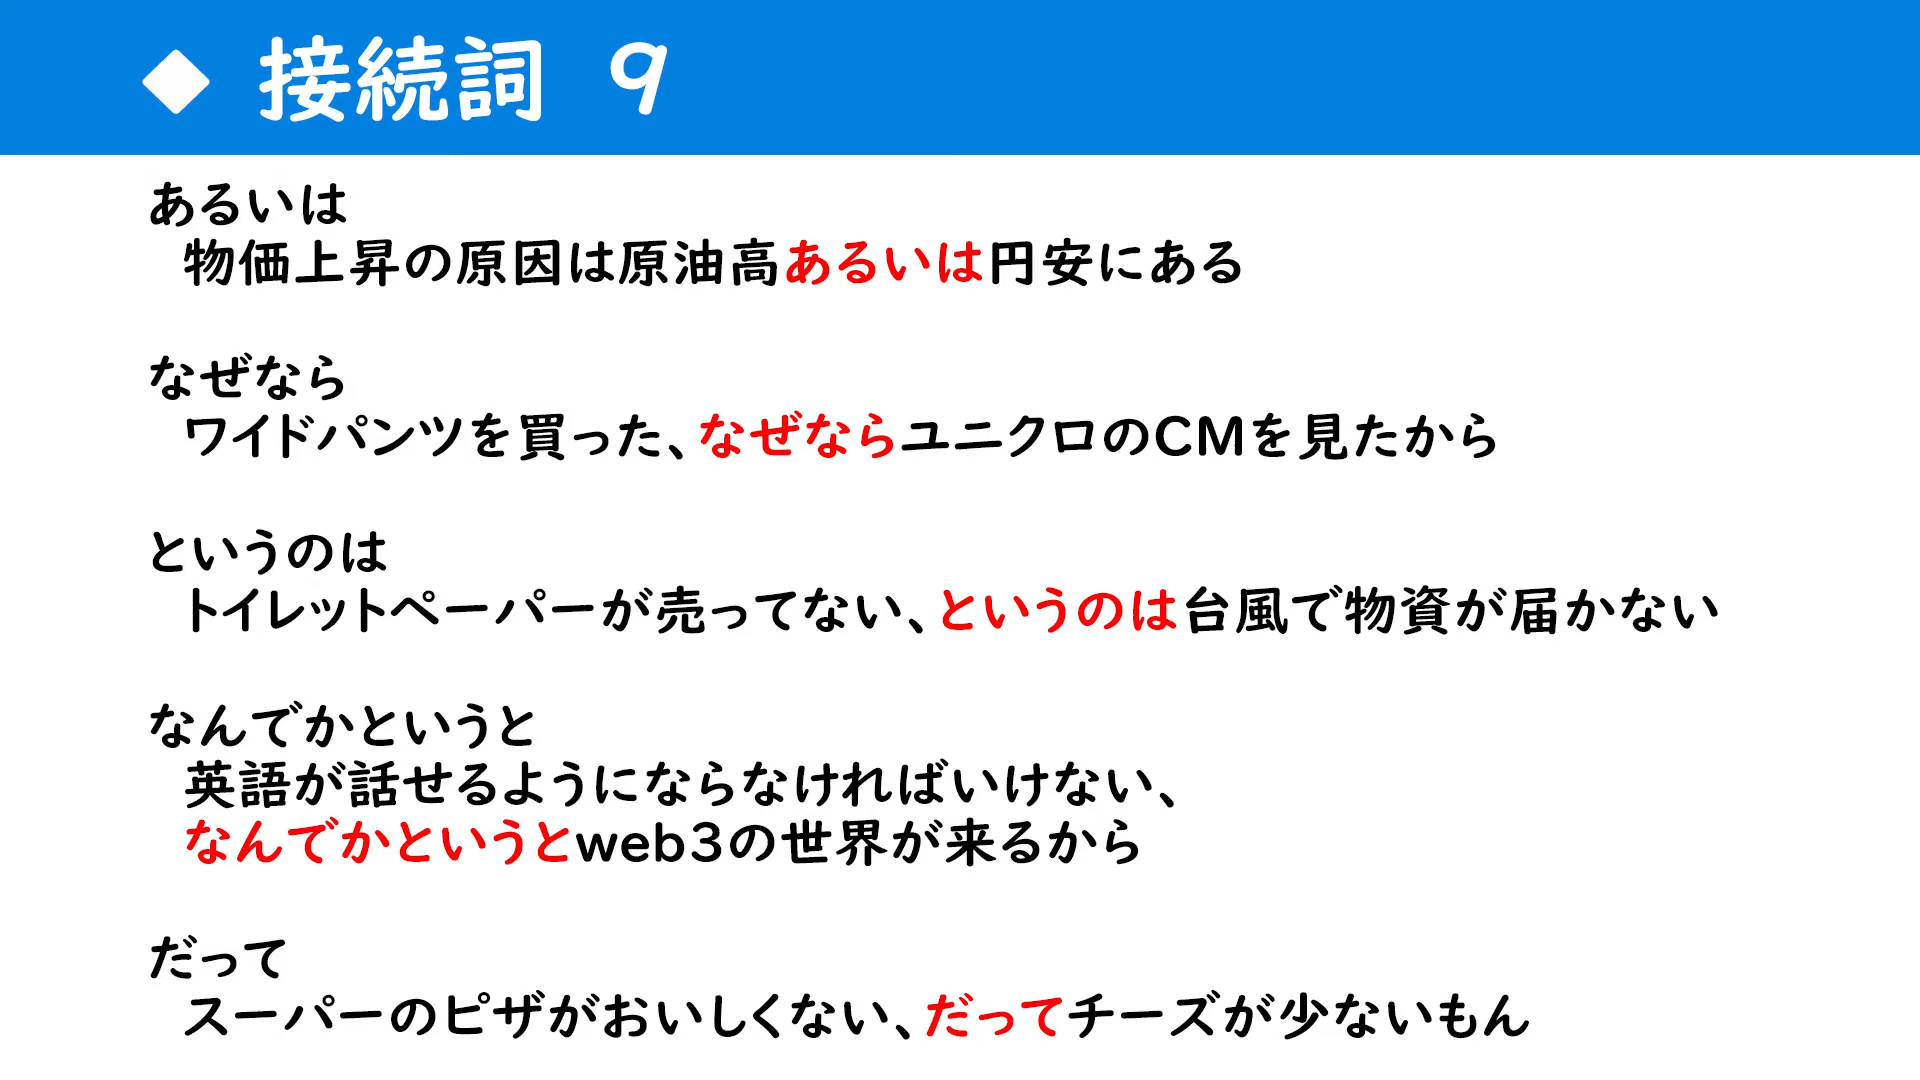 ◆ 接続詞 9
あるいは
物価上昇の原因は原油高あるいは円安にある
なぜなら
ワイドパンツを買った、なぜならユニクロのCMを見たから
というのは
トイレットペーパーが売ってない、というのは台風で物資が届かない
なんでかというと
英語が話せるようにならなければいけない、
なんでかというとweb3の世界が来るから
だって
スーパーのピザがおいしくない、だってチーズが少ないもん